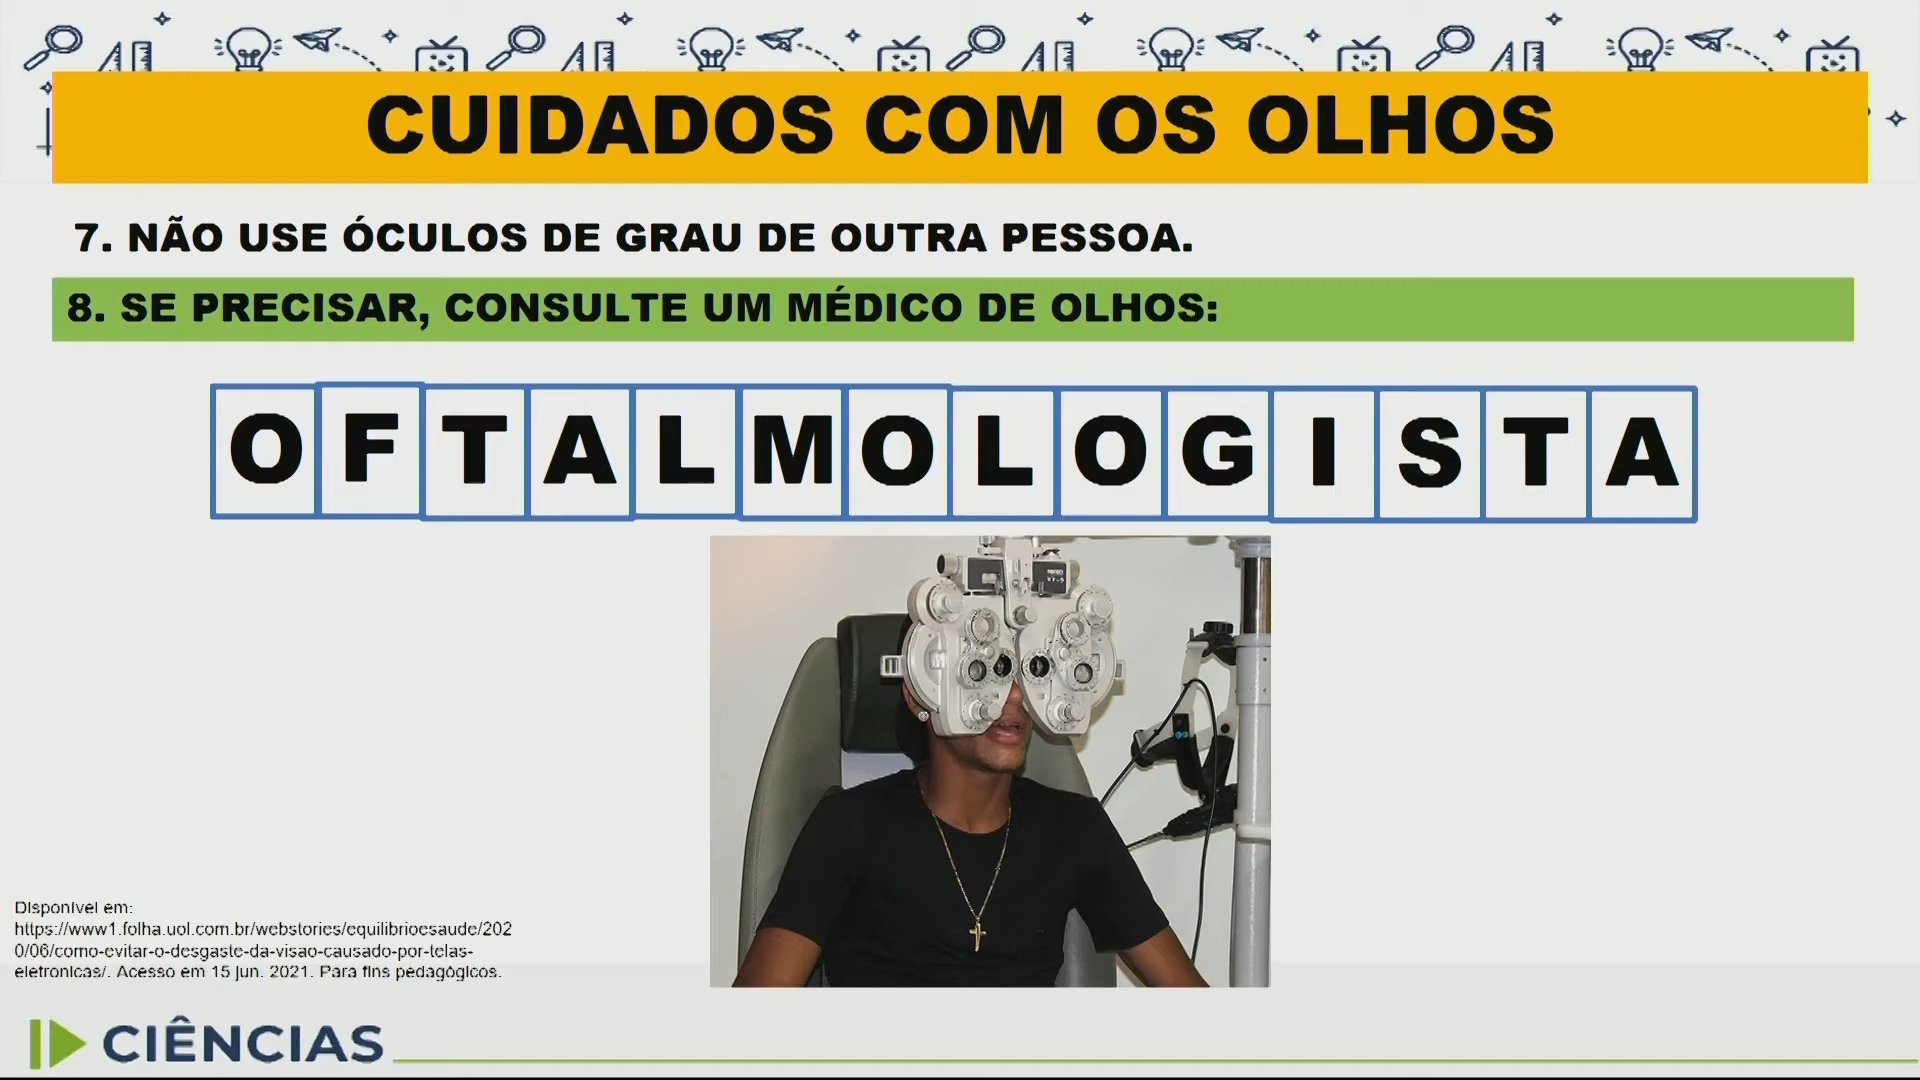 CUIDADOS COM OS OLHOS
7. NÃO USE ÓCULOS DE GRAU DE OUTRA PESSOA.
8. SE PRECISAR, CONSULTE UM MÉDICO DE OLHOS:
OFTALMOLOGISTA
Disponível em:
https://www1.folha.uol.com.br/webstories/equilibrioesaude/202
0/06/como-evitar-o-desgaste-da-visao-causado-por-telas-
eletronicas/. Acesso em 15 jun. 2021. Para fins pedagógicos.
CIÊNCIAS